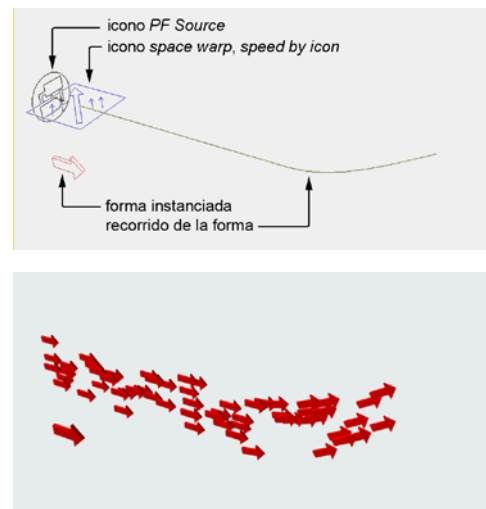 icono PF Source
icono space warp, speed by icon
forma instanciada
recorrido de la forma